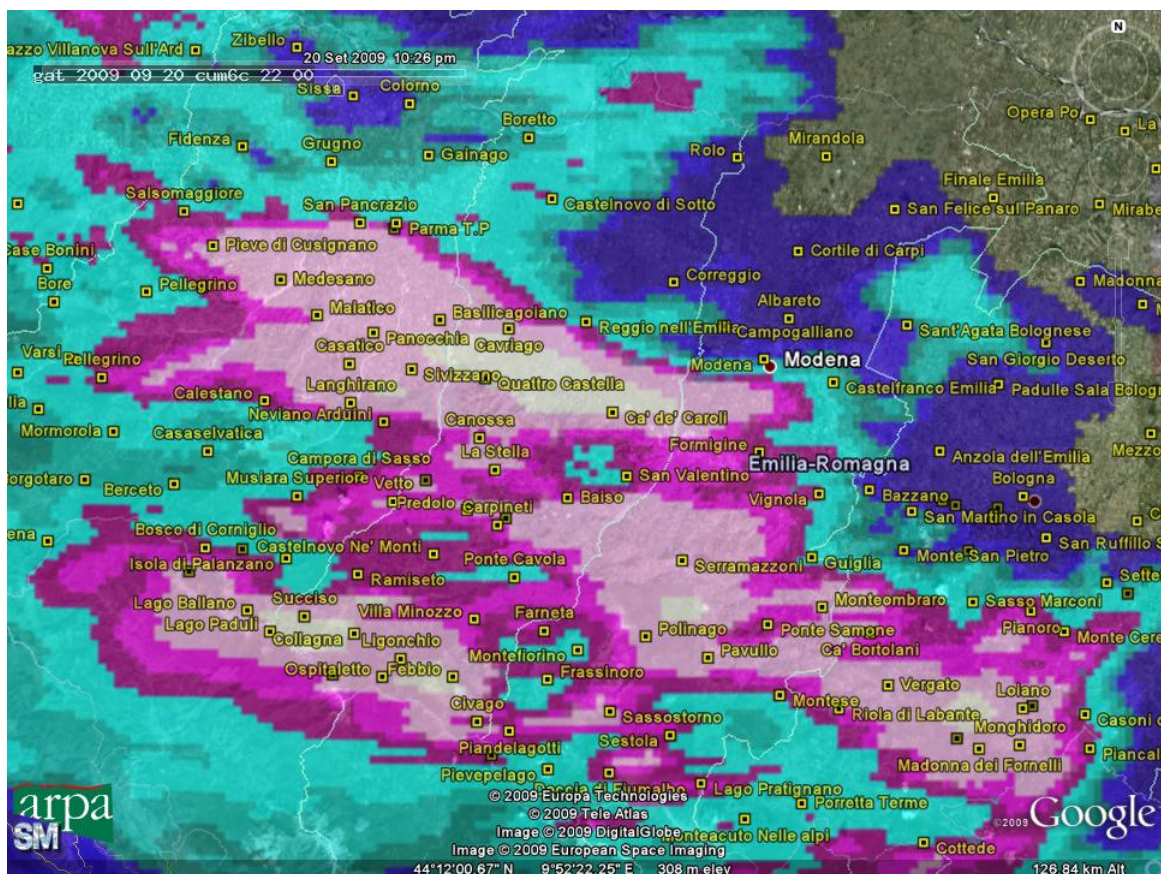 azzo Villanova Sull'Ard
Zibello
20 Set 2009 10:26 pm
gat 2009 09 20 cum6c 22 00
N
Sissa
Colorno
Opera Po
La
Boretto
Fidenza
Grugno
Gainago
Rolo
Mirandola
Finale Emilia
Salsomaggiore
San Pancrazio
Castelnovo di Sotto
San Felice sul Panaro
Mirabe
Parma T.P
Case Bonini
Pieve di Cusignano
Cortile di Carpi
Bore
Pellegrino
Medesano
Correggio
Madonna
Albareto
Maiatico
Basilicagoiano
Reggio nell'Emilia
Campogalliano
Sant'Agata Bolognese
Panocchia
Cavriago
Varsi
Pellegrino
Casatico
Modena
Modena
San Giorgio Deserto
Langhirano
Sivizzano
Quattro Castella
Castelfranco Emilia
Padulle Sala Bologn
Calestano
Neviano Arduini
Canossa
Ca' de' Caroli
Mormorola
Casaselvatica
La Stella
Formigine
Mezzo
Campora di Sasso
Emilia-Romagna
Anzola dell'Emilia
Borgotaro
Berceto
Musiara Superiore
Vetto
San Valentino
Bologna
Predolo
Carpineti
Baiso
Vignola
Bazzano
San Martino in Casola
Bosco di Corniglio
Castelnovo Ne' Monti
Ponte Cavola
Monte San Pietro
San Ruffillo S
Isola di Palanzano
Ramiseto
Serramazzoni
Guiglia
Sette
Lago Ballano
Succiso
Villa Minozzo
Farneta
Monteombraro
Sasso Marconi
Lago Paduli
Collagna
Ligonchio
Polinago
Ponte Samone
Pianoro
Monte Cere
Montefiorino
Pavullo
Ca' Bortolani
Ospitaletto
Febbio
Frassinoro
Vergato
Loiano
Civago
Sassostorno
Montese
Riola di Labante
Monghidoro
Casoni d
Piandelagotti
Sestola
Madonna dei Fornelli
Piancal
Pievepelago
Doccia di Fiumalbo
Lago Pratignano
Porretta Terme
Monteacuto Nelle alpi
Cottede
arpa
SM
© 2009 Europa Technologies
© 2009 Tele Atlas
Image © 2009 DigitalGlobe
Image © 2009 European Space Imaging
©2009 Google
44°12'00.67" N 9°52'22.25" E 308 m elev
126.84 km Alt